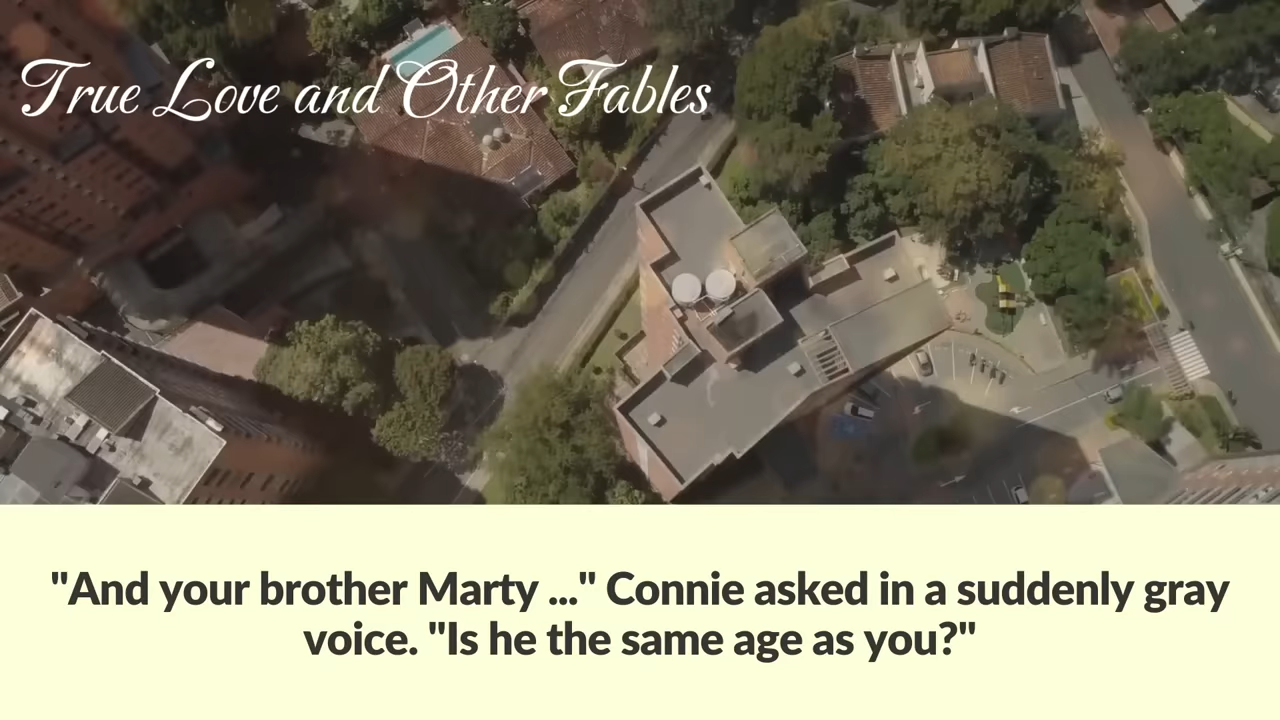 True Love and Other Fables
"And your brother Marty ..." Connie asked in a suddenly gray
voice. "Is he the same age as you?"